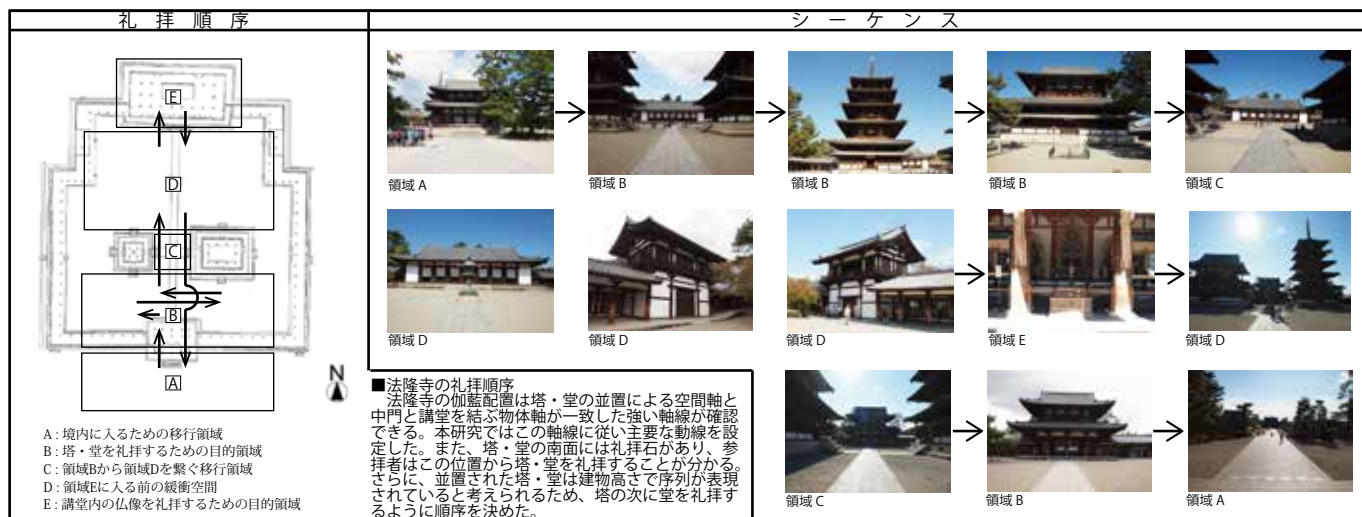 礼拝順序
シーケンス
E
D
C
B
A
N
A : 境内に入るための移行領域
B : 塔・堂を礼拝するための目的領域
C : 領域Bから領域Dを繋ぐ移行領域
D : 領域Eに入る前の緩衝空間
E : 講堂内の仏像を礼拝するための目的領域
領域 A
領域 B
領域 B
領域 B
領域 C
領域 D
領域 D
領域 D
領域 E
領域 D
■法隆寺の礼拝順序
法隆寺の伽藍配置は塔・堂の並置による空間軸と
中門と講堂を結ぶ物体軸が一致した強い軸線が確認
できる。本研究ではこの軸線に従い主要な動線を設
定した。また、塔・堂の南面には礼拝石があり、参
拝者はこの位置から塔・堂を礼拝することが分かる。
さらに、並置された塔・堂は建物高さで序列が表現
されていると考えられるため、塔の次に堂を礼拝す
るように順序を決めた。
領域 C
領域 B
領域 A